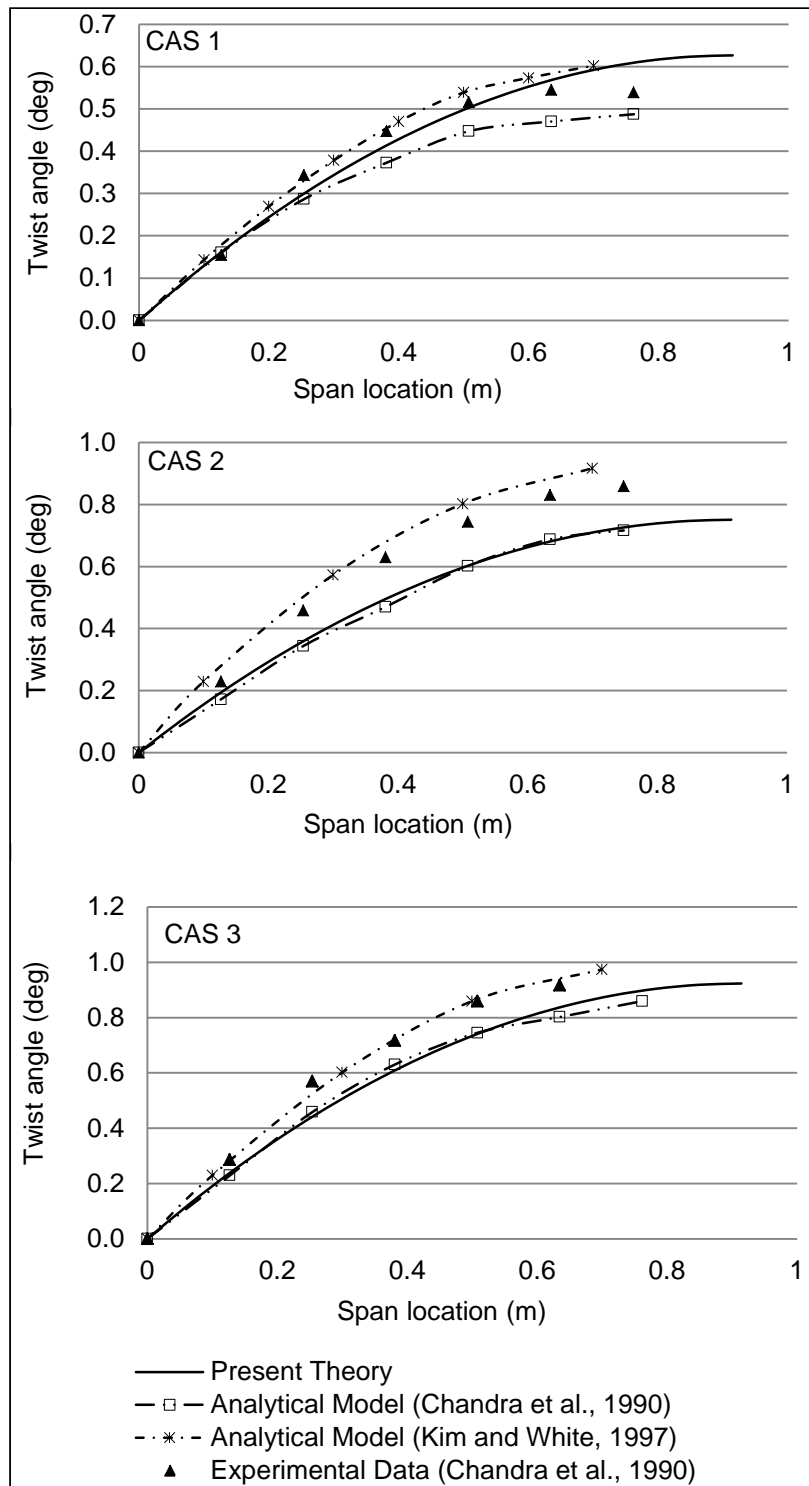 CAS 1
Twist angle (deg)
0.7
0.6
0.5
0.4
0.3
0.2
0.1
0.0
0 0.2 0.4 0.6 0.8 1
Span location (m)
CAS 2
Twist angle (deg)
1.0
0.8
0.6
0.4
0.2
0.0
0 0.2 0.4 0.6 0.8 1
Span location (m)
CAS 3
Twist angle (deg)
1.2
1.0
0.8
0.6
0.4
0.2
0.0
0 0.2 0.4 0.6 0.8 1
Span location (m)
Present Theory
Analytical Model (Chandra et al., 1990)
Analytical Model (Kim and White, 1997)
Experimental Data (Chandra et al., 1990)